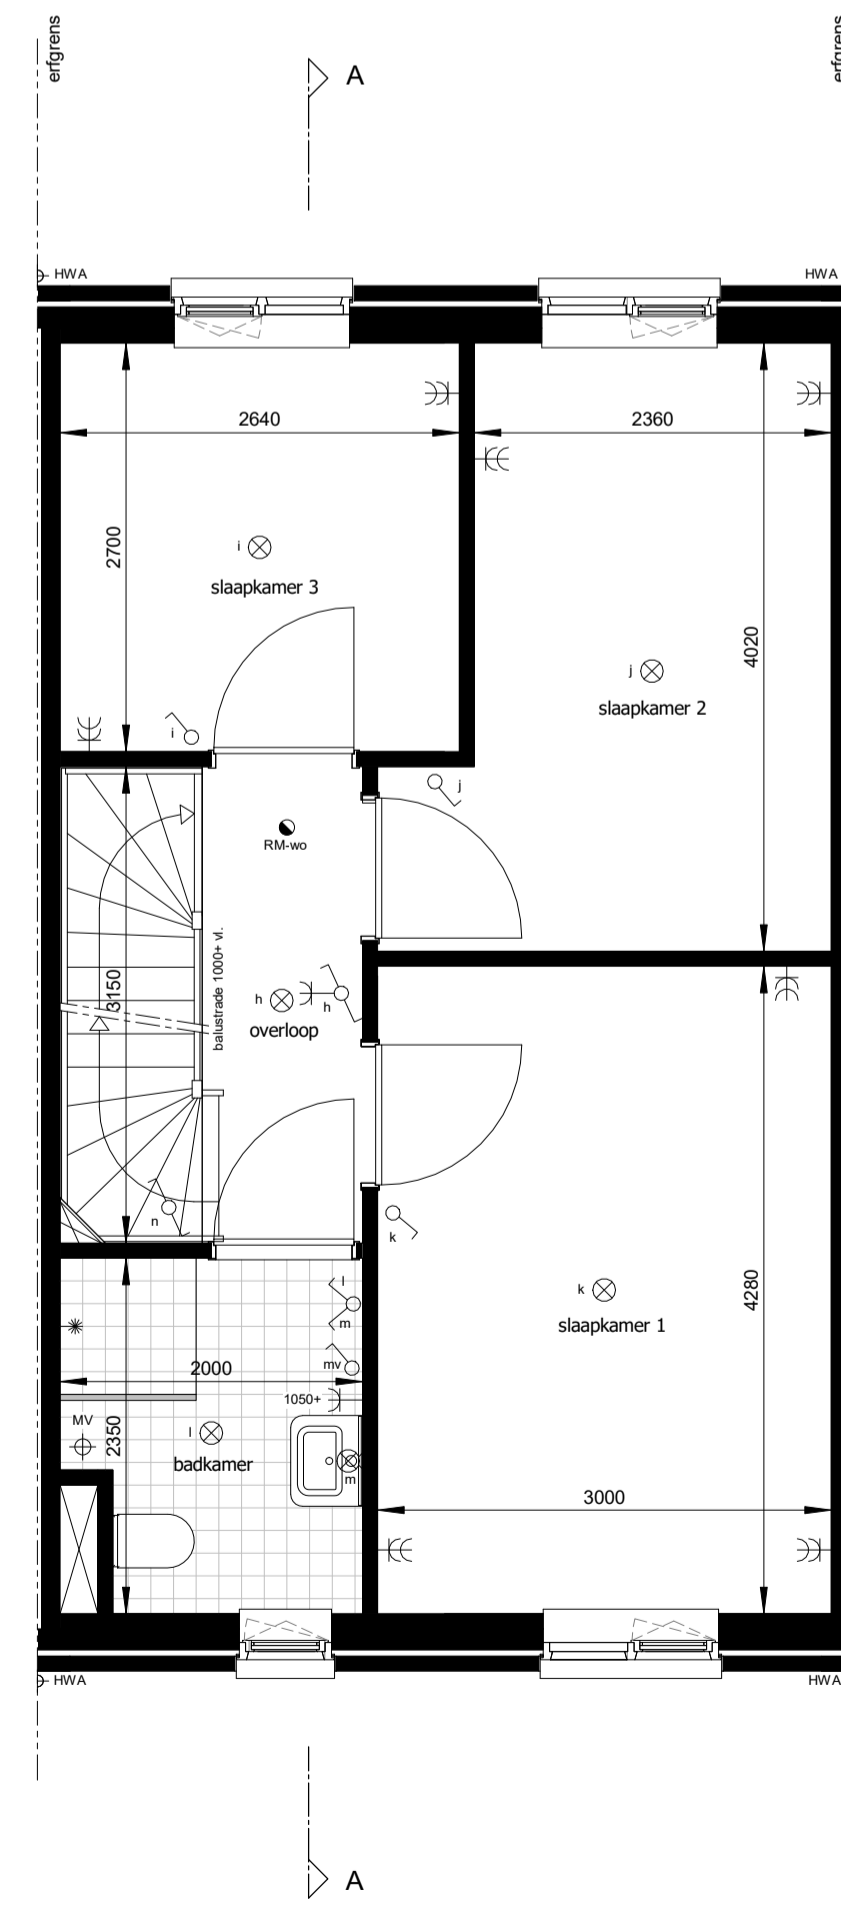 erfgrens
erfgrens
A
HWA
HWA
2640
2360
2700
i
slaapkamer 3
4020
j
slaapkamer 2
i
j
RM-wo
balustrade 1000+ vl.
3150
h
h
overloop
n
k
k
slaapkamer 1
4280
l
m
mv
2000
1050+
MV
2350
l
badkamer
m
3000
HWA
HWA
A